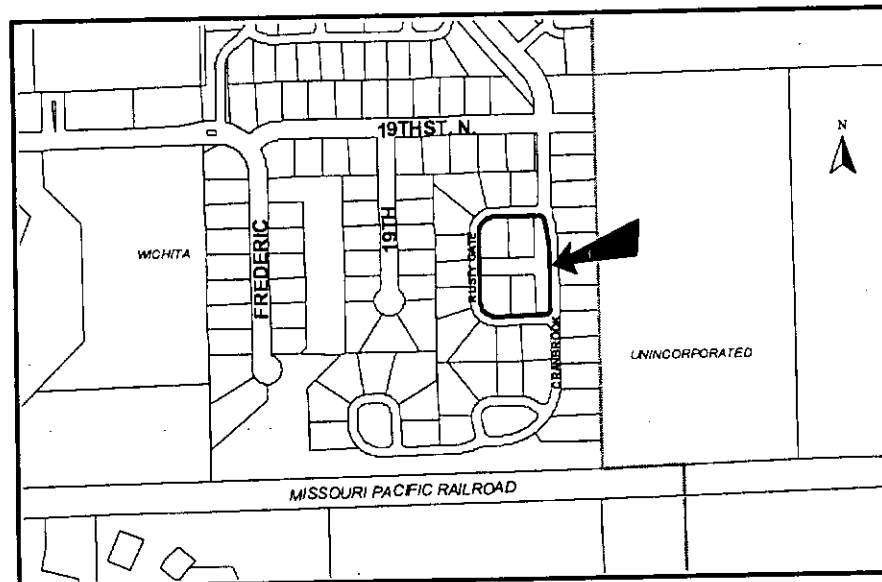 19TH ST. N.
N
WICHITA
FREDERIC
19TH
RUSTY GATE
CRANBROOK
UNINCORPORATED
MISSOURI PACIFIC RAILROAD